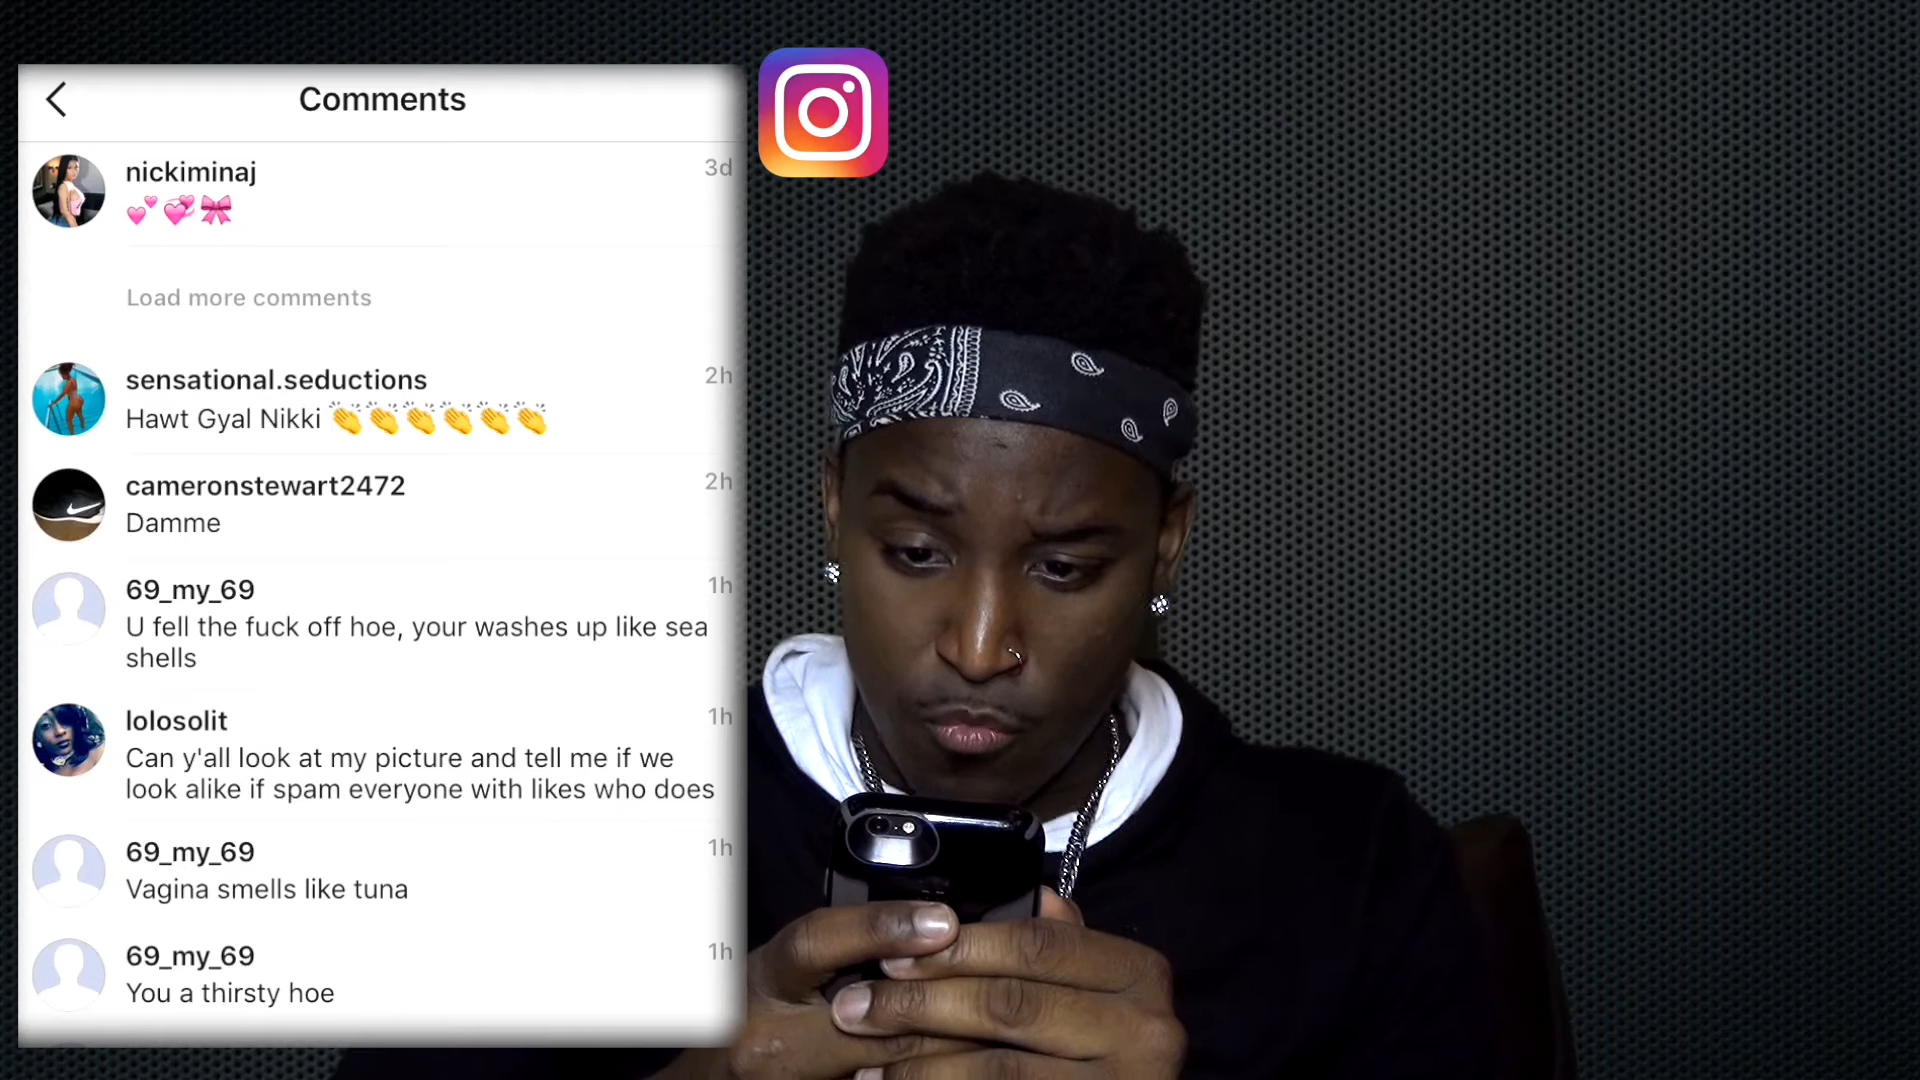 Comments
nickiminaj 3d
💕💞🎀
Load more comments
sensational.seductions 2h
Hawt Gyal Nikki 👏👏👏👏👏👏
cameronstewart2472 2h
Damme
69_my_69 1h
U fell the fuck off hoe, your washes up like sea
shells
lolosolit 1h
Can y'all look at my picture and tell me if we
look alike if spam everyone with likes who does
69_my_69 1h
Vagina smells like tuna
69_my_69 1h
You a thirsty hoe